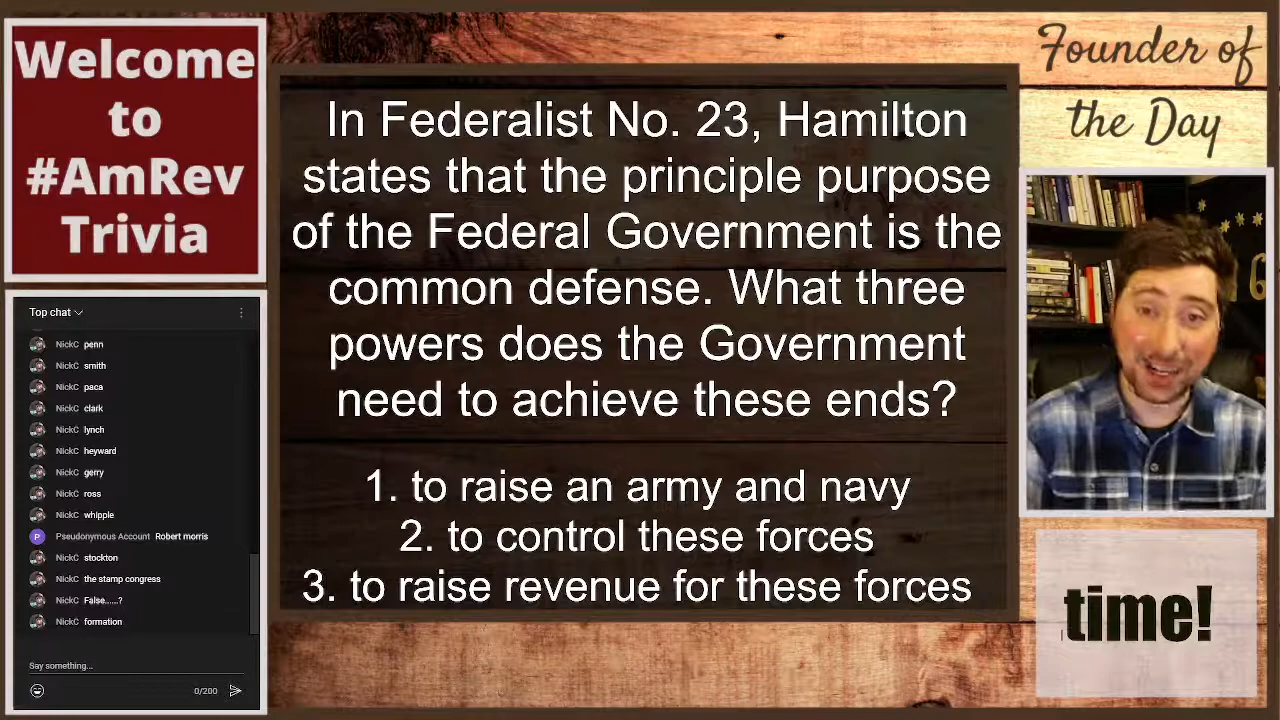 Welcome
to
#AmRev
Trivia
Top chat
NickC penn
NickC smith
NickC paca
NickC clark
NickC lynch
NickC heyward
NickC gerry
NickC ross
NickC whipple
P Pseudonymous Account Robert morris
NickC stockton
NickC the stamp congress
NickC False.....?
NickC formation
Say something...
0/200
In Federalist No. 23, Hamilton
states that the principle purpose
of the Federal Government is the
common defense. What three
powers does the Government
need to achieve these ends?
1. to raise an army and navy
2. to control these forces
3. to raise revenue for these forces
Founder of
the Day
time!